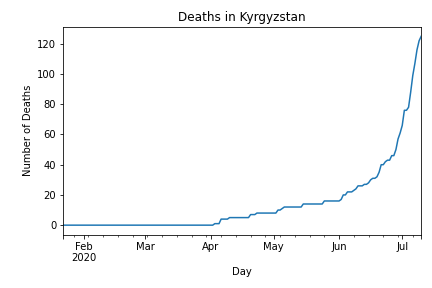 Deaths in Kyrgyzstan
120
100
80
60
40
20
0
Number of Deaths
Feb
2020
Mar
Apr
May
Jun
Jul
Day